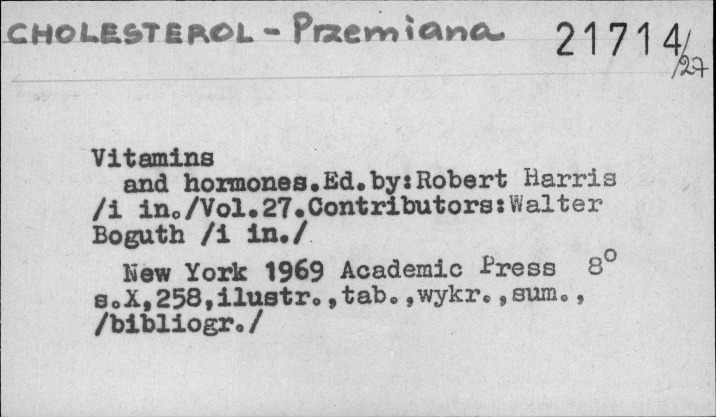 CHOLESTEROL - Przemiana 21714/27
Vitamins
and hormones.Ed.by:Robert Harris
/i in./Vol.27.Contributors:Walter
Boguth /i in./
New York 1969 Academic Press 8°
s.X,258,ilustr.,tab.,wykr.,sum.,
/bibliogr./